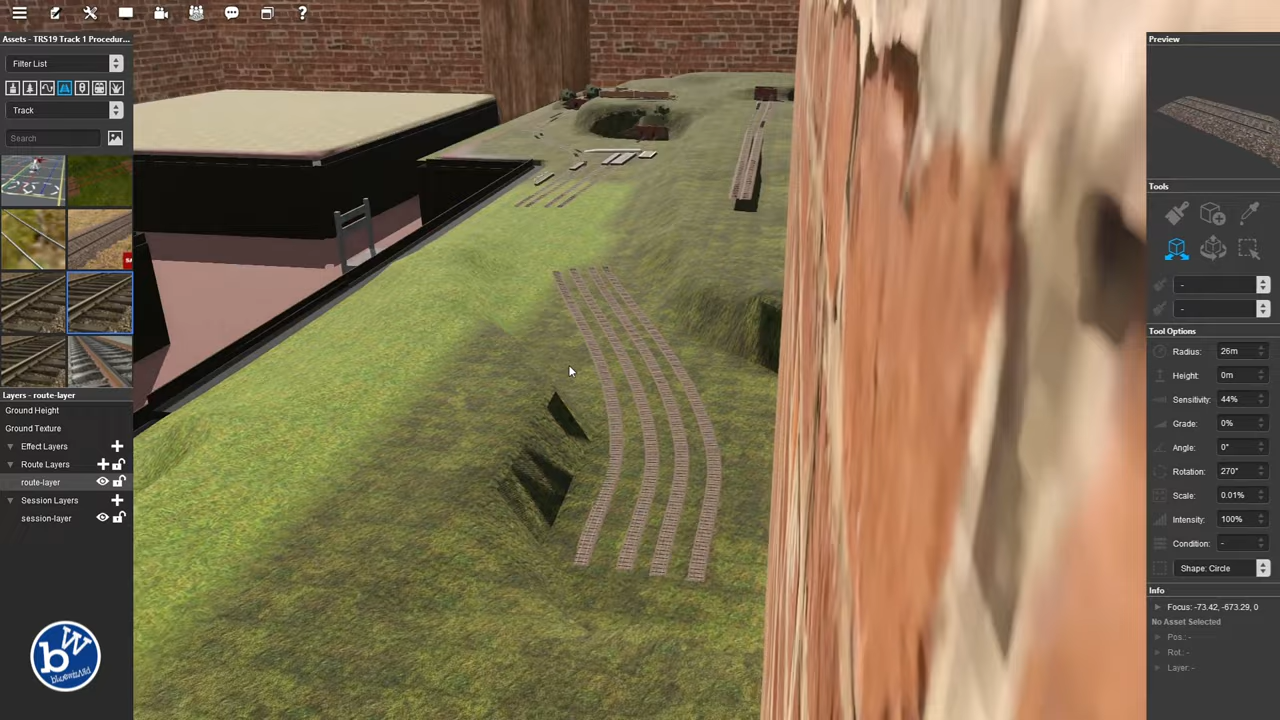 Assets - TRS19 Track 1 Procedur...
Filter List
Track
Search
Layers - route-layer
Ground Height
Ground Texture
Effect Layers
Route Layers
route-layer
Session Layers
session-layer
bW
bluewizard
Preview
Tools
-
-
Tool Options
Radius: 26m
Height: 0m
Sensitivity: 44%
Grade: 0%
Angle: 0°
Rotation: 270°
Scale: 0.01%
Intensity: 100%
Condition: -
Shape: Circle
Info
Focus: -73.42, -673.29, 0
No Asset Selected
Pos.: -
Rot.: -
Layer: -